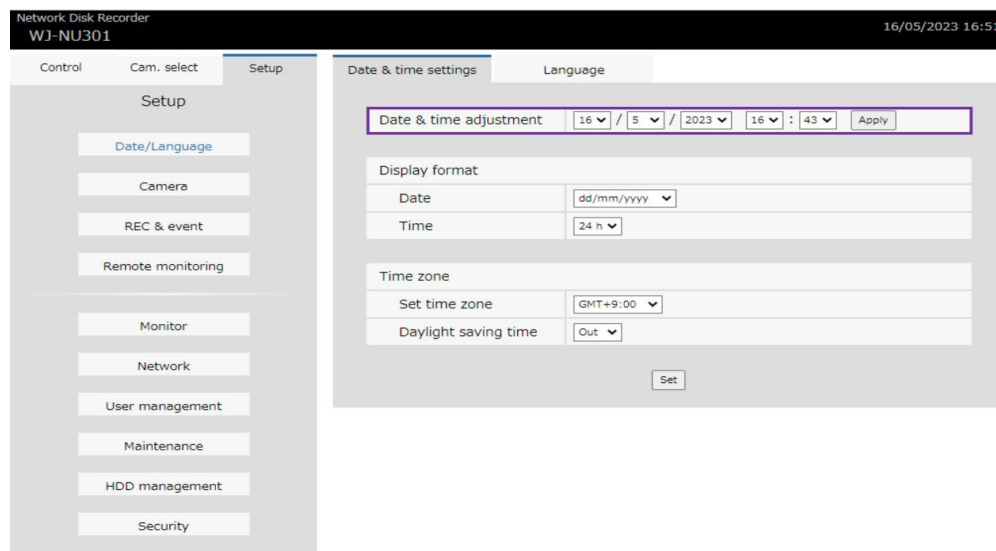 Network Disk Recorder
WJ-NU301
16/05/2023 16:51
Control Cam. select Setup
Setup
Date/Language
Camera
REC & event
Remote monitoring
Monitor
Network
User management
Maintenance
HDD management
Security
Date & time settings Language
Date & time adjustment 16 / 5 / 2023 16 : 43 Apply
Display format
Date dd/mm/yyyy
Time 24 h
Time zone
Set time zone GMT+9:00
Daylight saving time Out
Set